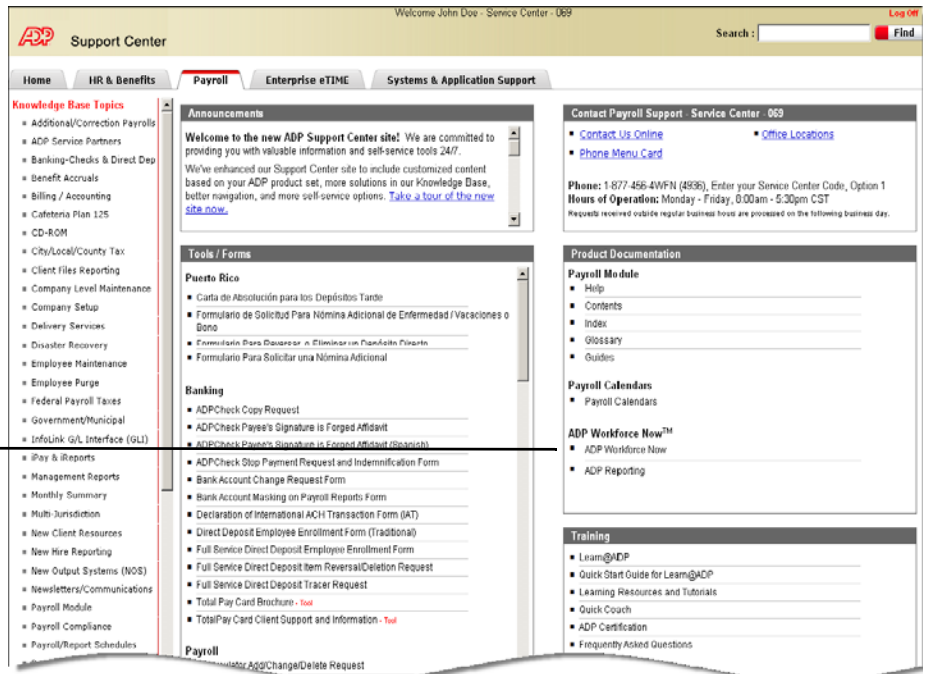 Welcome John Doe - Service Center - 069
Log Off
ADP
Support Center
Search :
Find
Home
HR & Benefits
Payroll
Enterprise eTIME
Systems & Application Support
Knowledge Base Topics
Additional/Correction Payrolls
ADP Service Partners
Banking-Checks & Direct Dep
Benefit Accruals
Billing / Accounting
Cafeteria Plan 125
CD-ROM
City/Local/County Tax
Client Files Reporting
Company Level Maintenance
Company Setup
Delivery Services
Disaster Recovery
Employee Maintenance
Employee Purge
Federal Payroll Taxes
Government/Municipal
InfoLink G/L Interface (GLI)
iPay & iReports
Management Reports
Monthly Summary
Multi-Jurisdiction
New Client Resources
New Hire Reporting
New Output Systems (NOS)
Newsletters/Communications
Payroll Module
Payroll Compliance
Payroll/Report Schedules
Announcements
Welcome to the new ADP Support Center site! We are committed to
providing you with valuable information and self-service tools 24/7.
We've enhanced our Support Center site to include customized content
based on your ADP product set, more solutions in our Knowledge Base,
better navigation, and more self-service options. Take a tour of the new
site now.
Tools / Forms
Puerto Rico
Carta de Absolución para los Depósitos Tarde
Formulario de Solicitud Para Nómina Adicional de Enfermedad / Vacaciones o
Bono
Formulario Para Reversar o Eliminar un Depósito Directo
Formulario Para Solicitar una Nómina Adicional
Banking
ADPCheck Copy Request
ADPCheck Payee's Signature is Forged Affidavit
ADPCheck Payee's Signature is Forged Affidavit (Spanish)
ADPCheck Stop Payment Request and Indemnification Form
Bank Account Change Request Form
Bank Account Masking on Payroll Reports Form
Declaration of International ACH Transaction Form (IAT)
Direct Deposit Employee Enrollment Form (Traditional)
Full Service Direct Deposit Employee Enrollment Form
Full Service Direct Deposit Item Reversal/Deletion Request
Full Service Direct Deposit Tracer Request
Total Pay Card Brochure - Tool
TotalPay Card Client Support and Information - Tool
Payroll
Add/Change/Delete Request
Contact Payroll Support - Service Center - 069
Contact Us Online
Office Locations
Phone Menu Card
Phone: 1-877-456-4WFN (4936), Enter your Service Center Code, Option 1
Hours of Operation: Monday - Friday, 8:00am - 5:30pm CST
Requests received outside regular business hours are processed on the following business day.
Product Documentation
Payroll Module
Help
Contents
Index
Glossary
Guides
Payroll Calendars
Payroll Calendars
ADP Workforce Now™
ADP Workforce Now
ADP Reporting
Training
Learn@ADP
Quick Start Guide for Learn@ADP
Learning Resources and Tutorials
Quick Coach
ADP Certification
Frequently Asked Questions